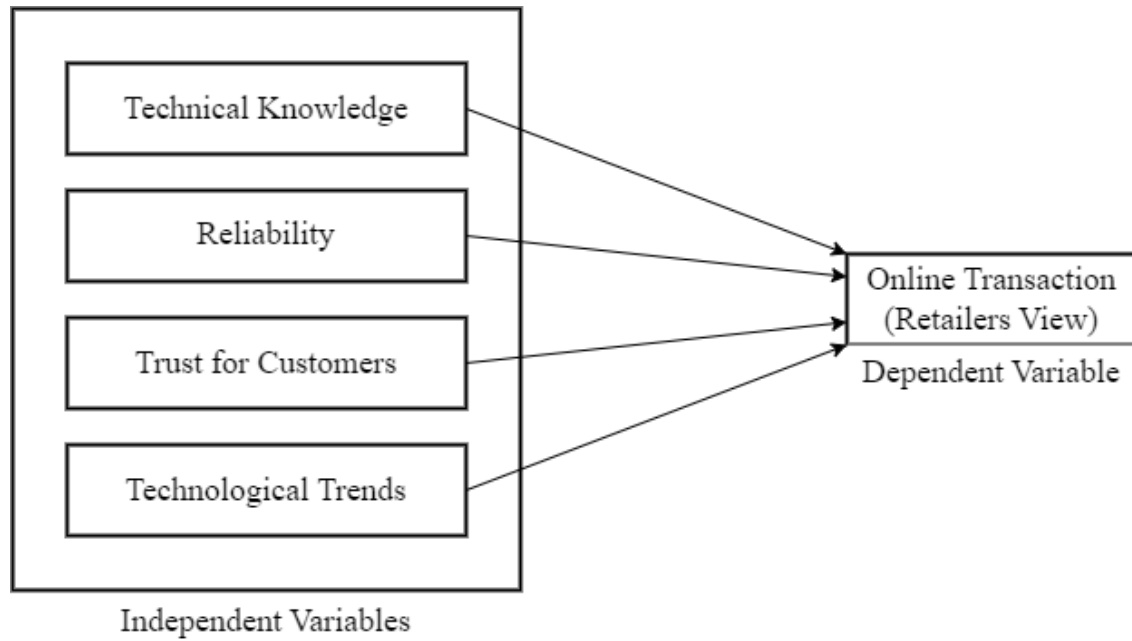 Technical Knowledge
Reliability
Trust for Customers
Technological Trends
Independent Variables
Online Transaction
(Retailers View)
Dependent Variable